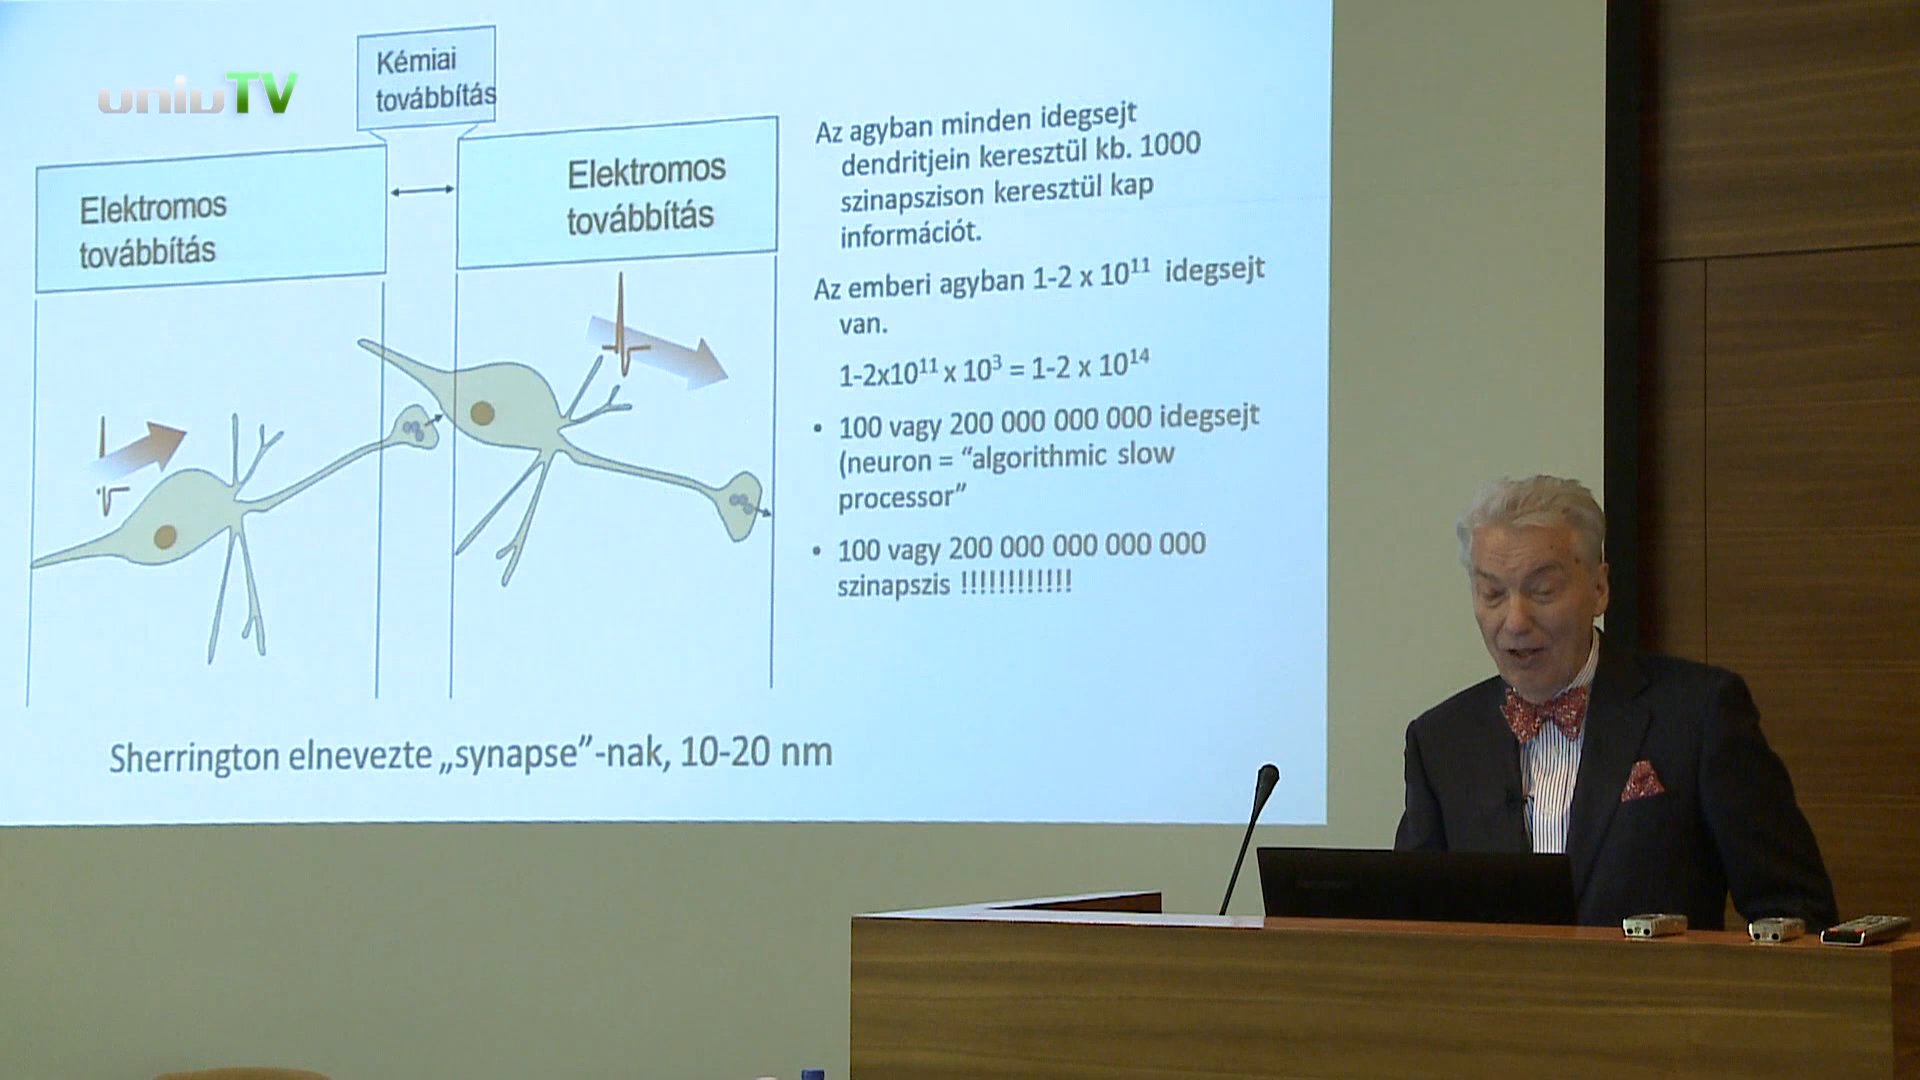 univTV
Kémiai
továbbítás
Elektromos
továbbítás
Elektromos
továbbítás
Az agyban minden idegsejt
dendritjein keresztül kb. 1000
szinapszison keresztül kap
információt.
Az emberi agyban 1-2 x 10¹¹ idegsejt
van.
1-2x10¹¹ x 10³ = 1-2 x 10¹⁴
• 100 vagy 200 000 000 000 idegsejt
(neuron = “algorithmic slow
processor”
• 100 vagy 200 000 000 000 000
szinapszis !!!!!!!!!!!!
Sherrington elnevezte „synapse”-nak, 10-20 nm